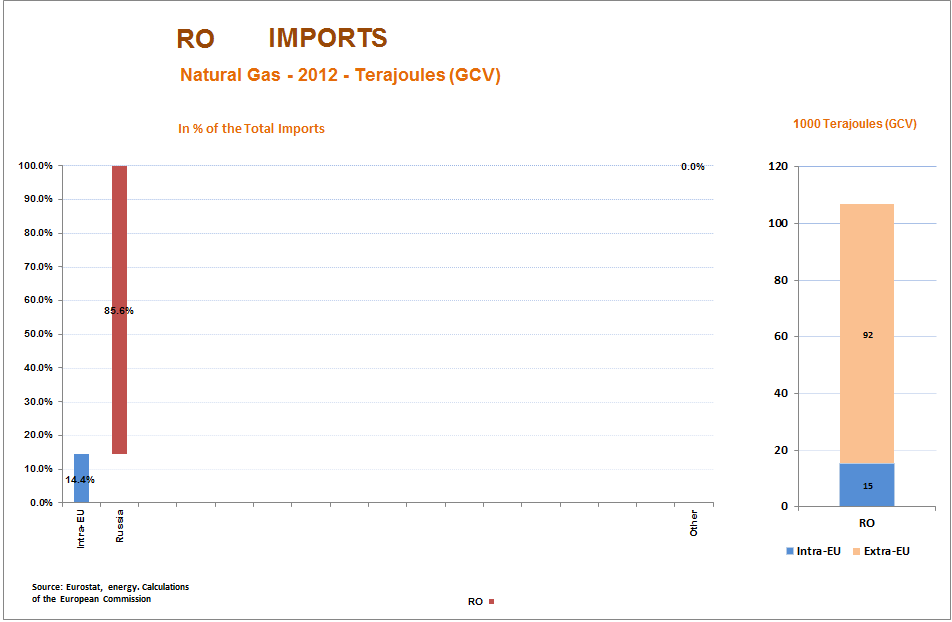 RO IMPORTS
Natural Gas - 2012 - Terajoules (GCV)
In % of the Total Imports
100.0%
90.0%
80.0%
70.0%
60.0%
50.0%
40.0%
30.0%
20.0%
10.0%
0.0%
14.4%
85.6%
0.0%
Intra-EU
Russia
Other
RO
Source: Eurostat, energy. Calculations
of the European Commission
1000 Terajoules (GCV)
120
100
80
60
40
20
0
92
15
RO
Intra-EU Extra-EU